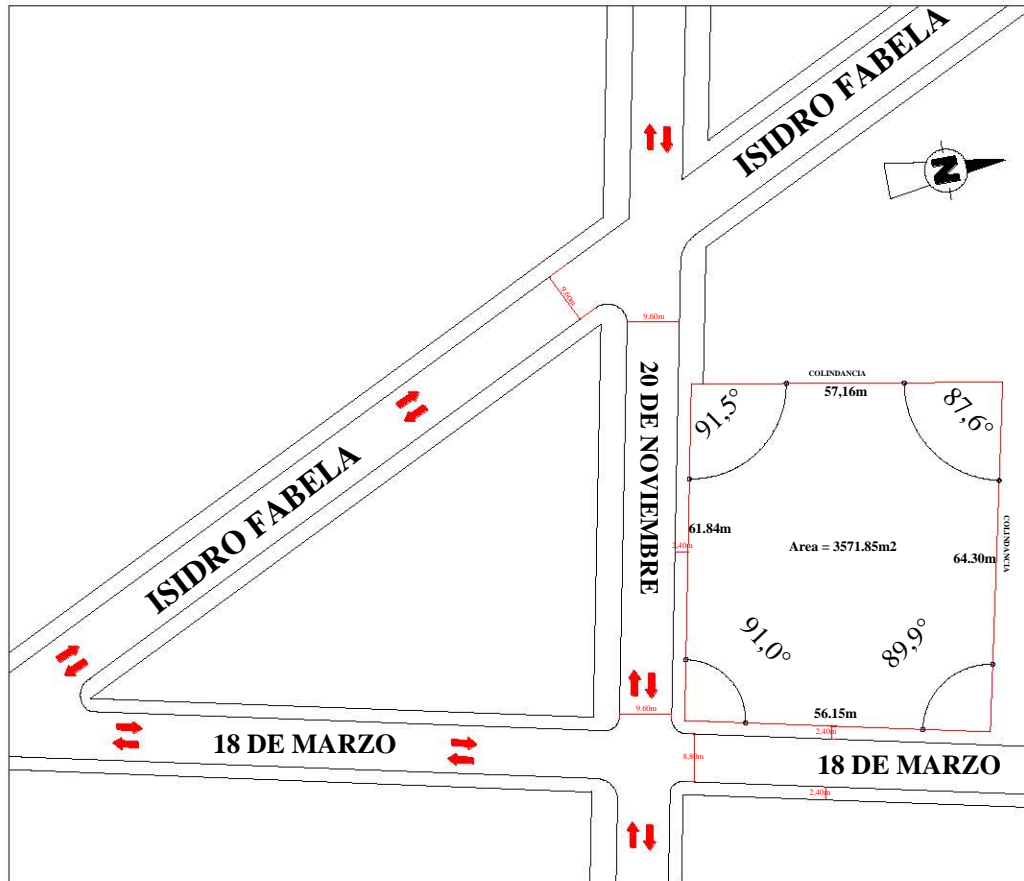 ISIDRO FABELA
N
9.60m
9.60m
20 DE NOVIEMBRE
COLINDANCIA
57,16m
91,5°
87,6°
ISIDRO FABELA
61.84m
2,40m
Area = 3571.85m2
64.30m
COLINDANCIA
91,0°
89,9°
9.60m
56.15m
2,40m
18 DE MARZO
8,80m
18 DE MARZO
2,40m